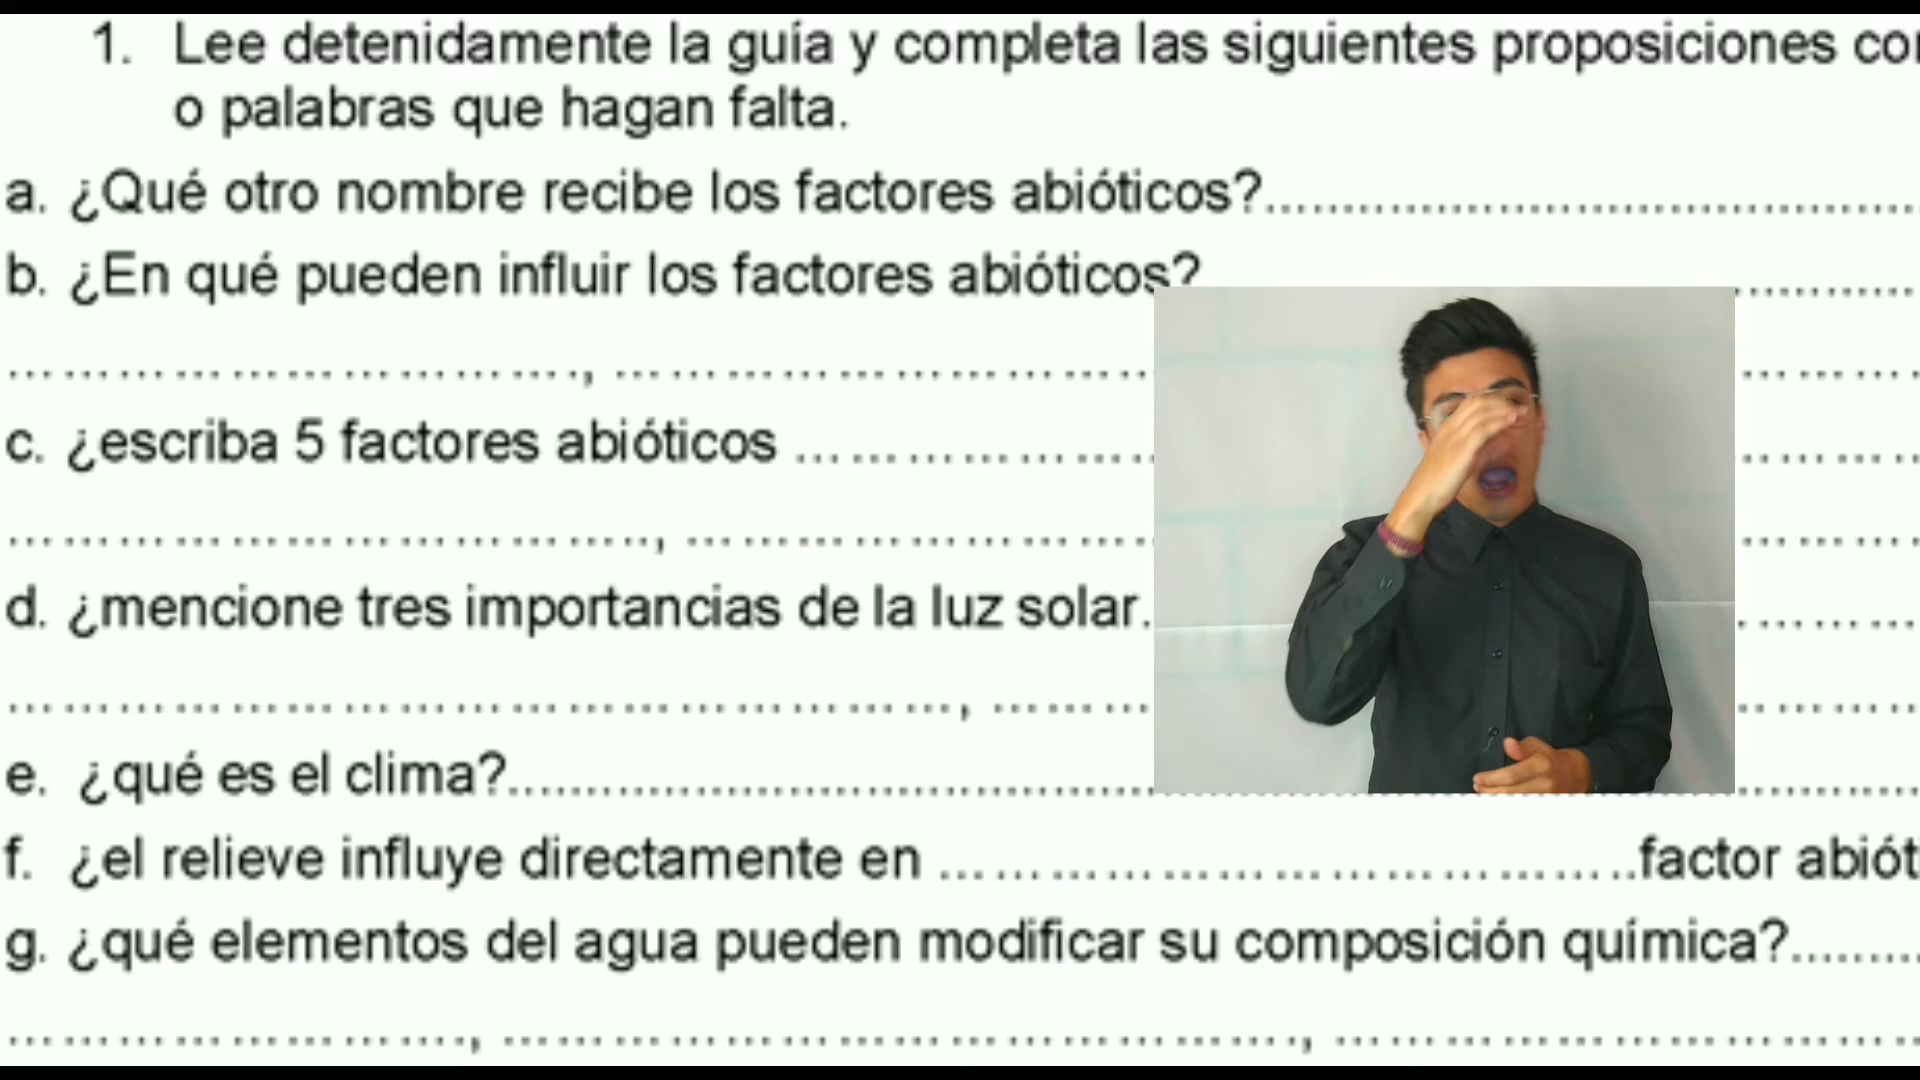 1. Lee detenidamente la guía y completa las siguientes proposiciones
o palabras que hagan falta.
a. ¿Qué otro nombre recibe los factores abióticos?..........................................
b. ¿En qué pueden influir los factores abióticos? ............
........................................, ........................................
c. ¿escriba 5 factores abióticos ........................................
........................................, ........................................
d. ¿mencione tres importancias de la luz solar. ............
........................................, ........................................
e. ¿qué es el clima?........................................
f. ¿el relieve influye directamente en ........................................factor
g. ¿qué elementos del agua pueden modificar su composición química?.........
................................, ........................................, ........................................